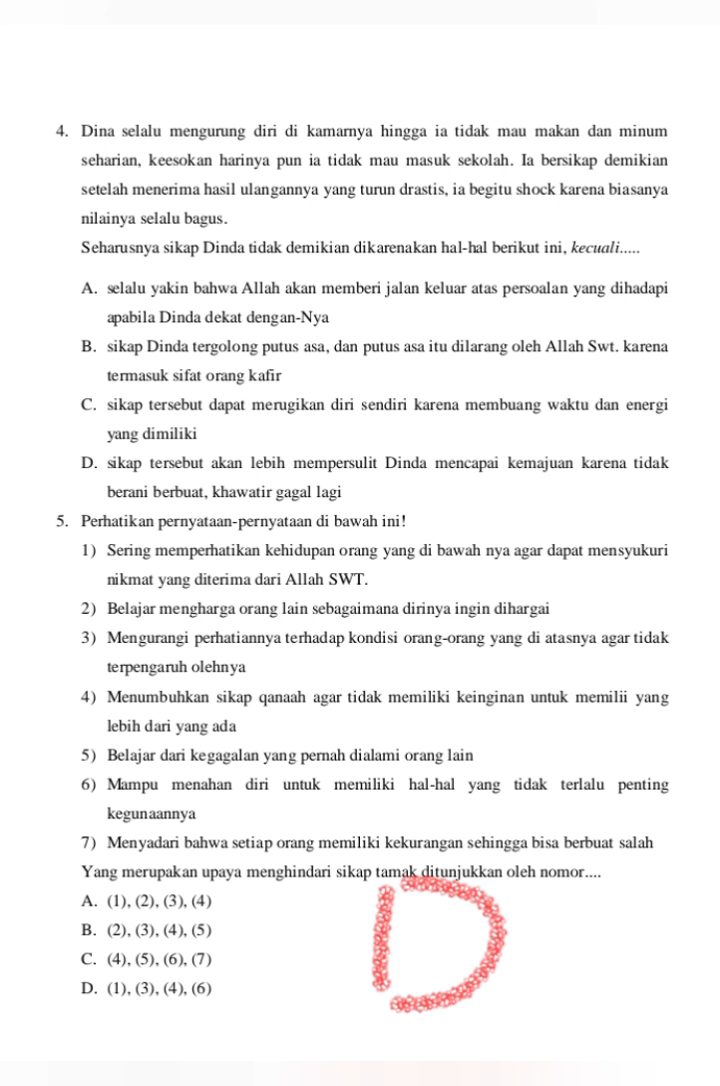 4. Dina selalu mengurung diri di kamarnya hingga ia tidak mau makan dan minum
seharian, keesokan harinya pun ia tidak mau masuk sekolah. Ia bersikap demikian
setelah menerima hasil ulangannya yang turun drastis, ia begitu shock karena biasanya
nilainya selalu bagus.
Seharusnya sikap Dinda tidak demikian dikarenakan hal-hal berikut ini, kecuali.....
A. selalu yakin bahwa Allah akan memberi jalan keluar atas persoalan yang dihadapi
apabila Dinda dekat dengan-Nya
B. sikap Dinda tergolong putus asa, dan putus asa itu dilarang oleh Allah Swt. karena
termasuk sifat orang kafir
C. sikap tersebut dapat merugikan diri sendiri karena membuang waktu dan energi
yang dimiliki
D. sikap tersebut akan lebih mempersulit Dinda mencapai kemajuan karena tidak
berani berbuat, khawatir gagal lagi
5. Perhatikan pernyataan-pernyataan di bawah ini!
1) Sering memperhatikan kehidupan orang yang di bawah nya agar dapat mensyukuri
nikmat yang diterima dari Allah SWT.
2) Belajar mengharga orang lain sebagaimana dirinya ingin dihargai
3) Mengurangi perhatiannya terhadap kondisi orang-orang yang di atasnya agar tidak
terpengaruh olehnya
4) Menumbuhkan sikap qanaah agar tidak memiliki keinginan untuk memilii yang
lebih dari yang ada
5) Belajar dari kegagalan yang pernah dialami orang lain
6) Mampu menahan diri untuk memiliki hal-hal yang tidak terlalu penting
kegunaannya
7) Menyadari bahwa setiap orang memiliki kekurangan sehingga bisa berbuat salah
Yang merupakan upaya menghindari sikap tamak ditunjukkan oleh nomor....
A. (1), (2), (3), (4)
B. (2), (3), (4), (5)
C. (4), (5), (6), (7)
D. (1), (3), (4), (6)
D